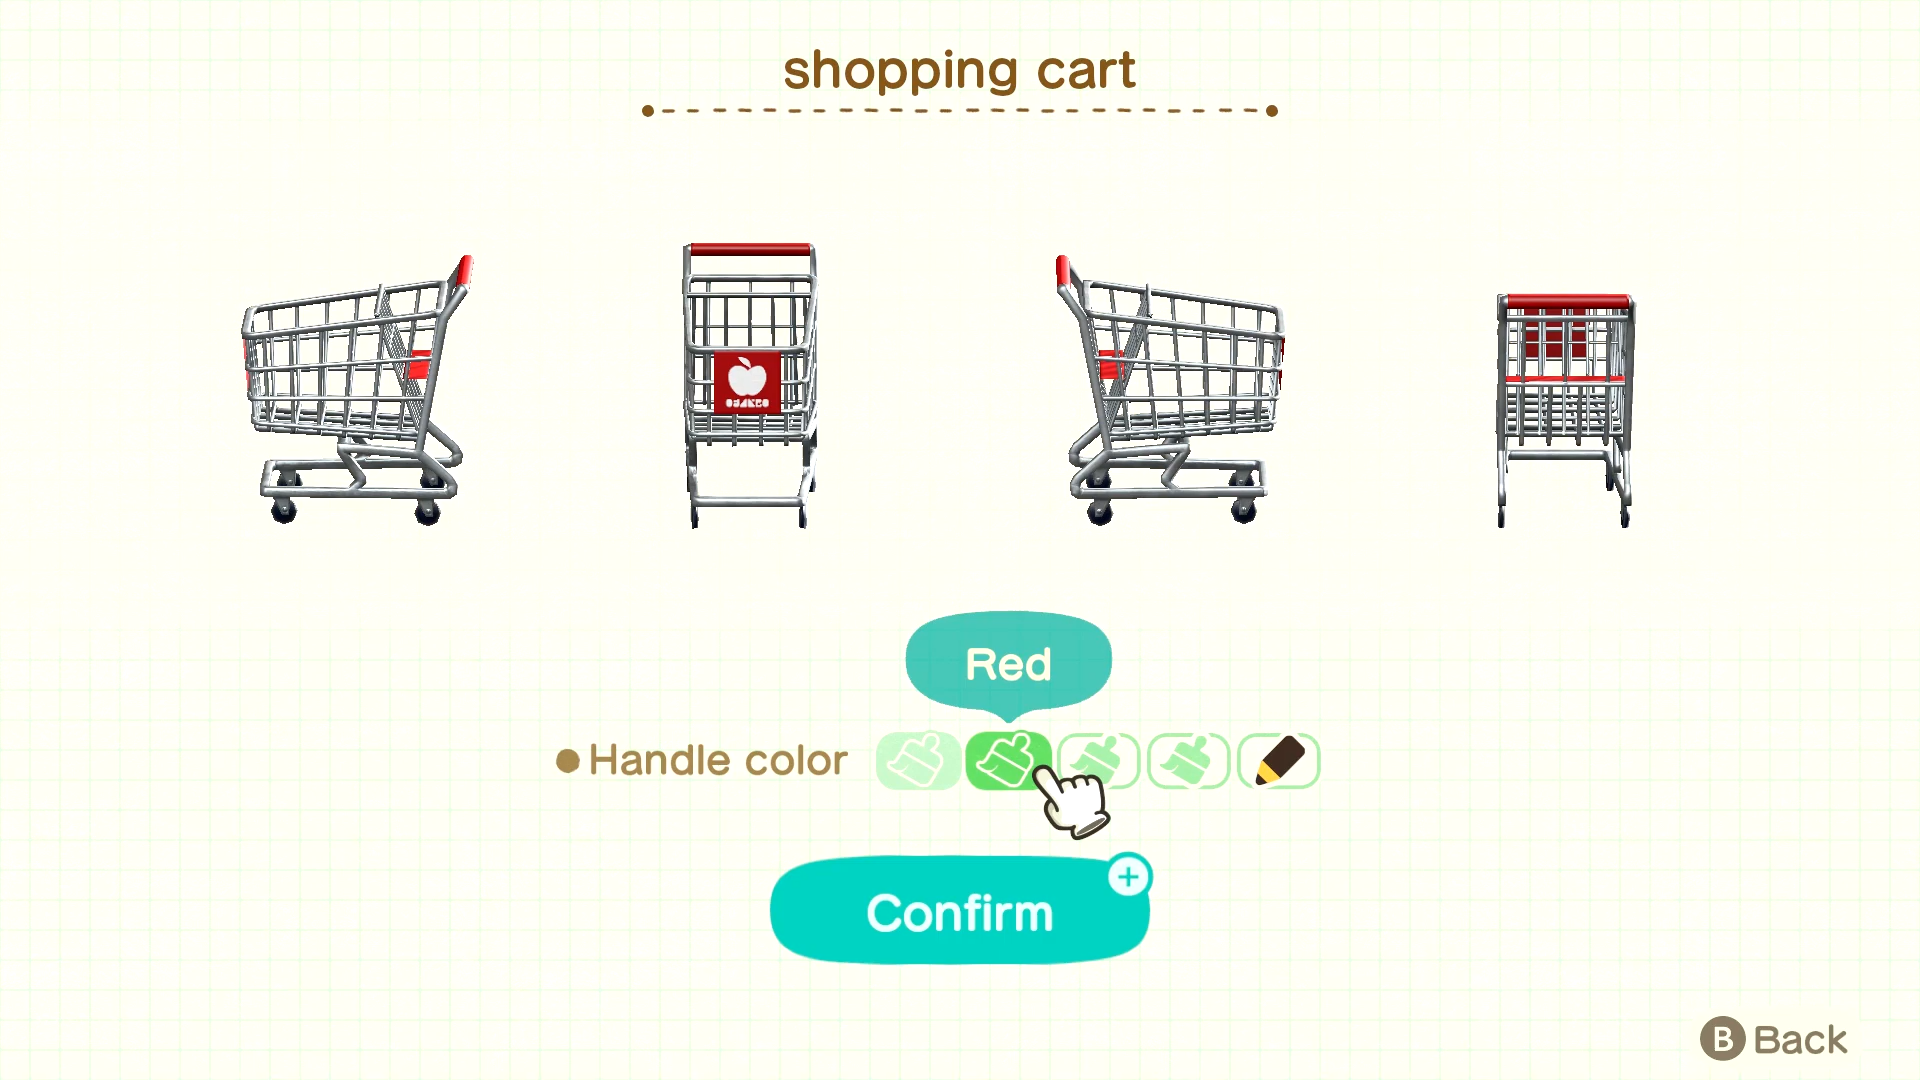 shopping cart
Red
Handle color
Confirm
B Back